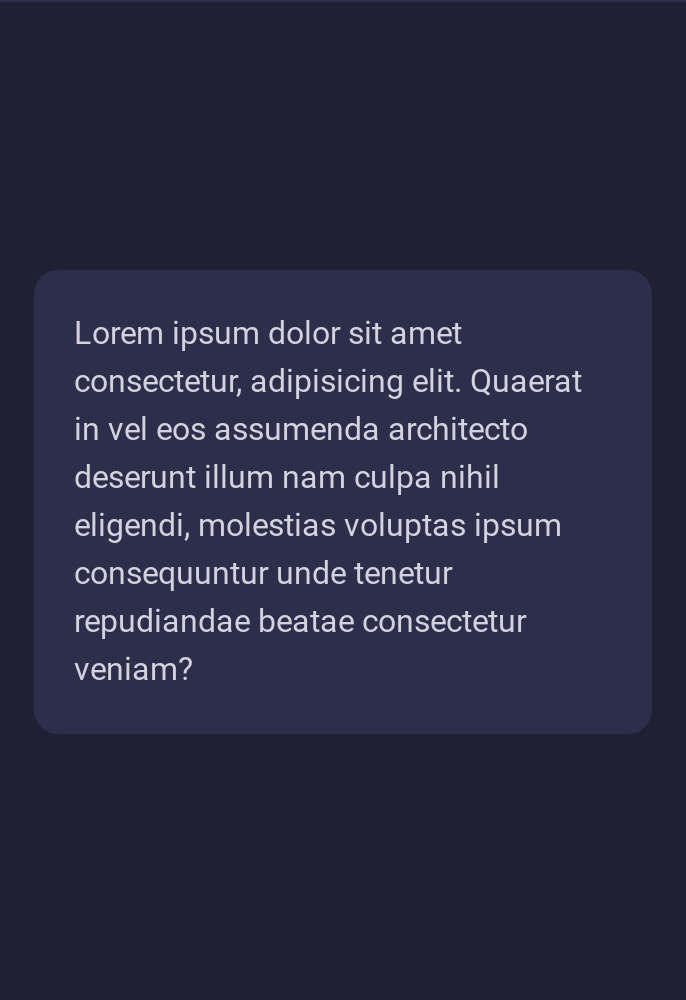 Lorem ipsum dolor sit amet
consectetur, adipisicing elit. Quaerat
in vel eos assumenda architecto
deserunt illum nam culpa nihil
eligendi, molestias voluptas ipsum
consequuntur unde tenetur
repudiandae beatae consectetur
veniam?